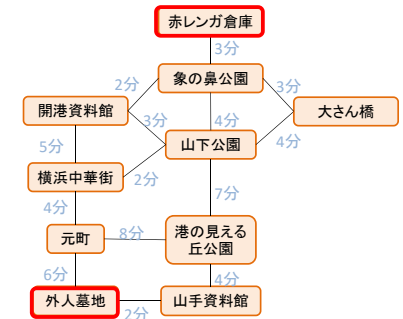 赤レンガ倉庫
3分
象の鼻公園
2分
3分
開港資料館
3分
4分
大さん橋
山下公園
4分
5分
横浜中華街
2分
4分
7分
元町
8分
港の見える
丘公園
6分
4分
外人墓地
2分
山手資料館